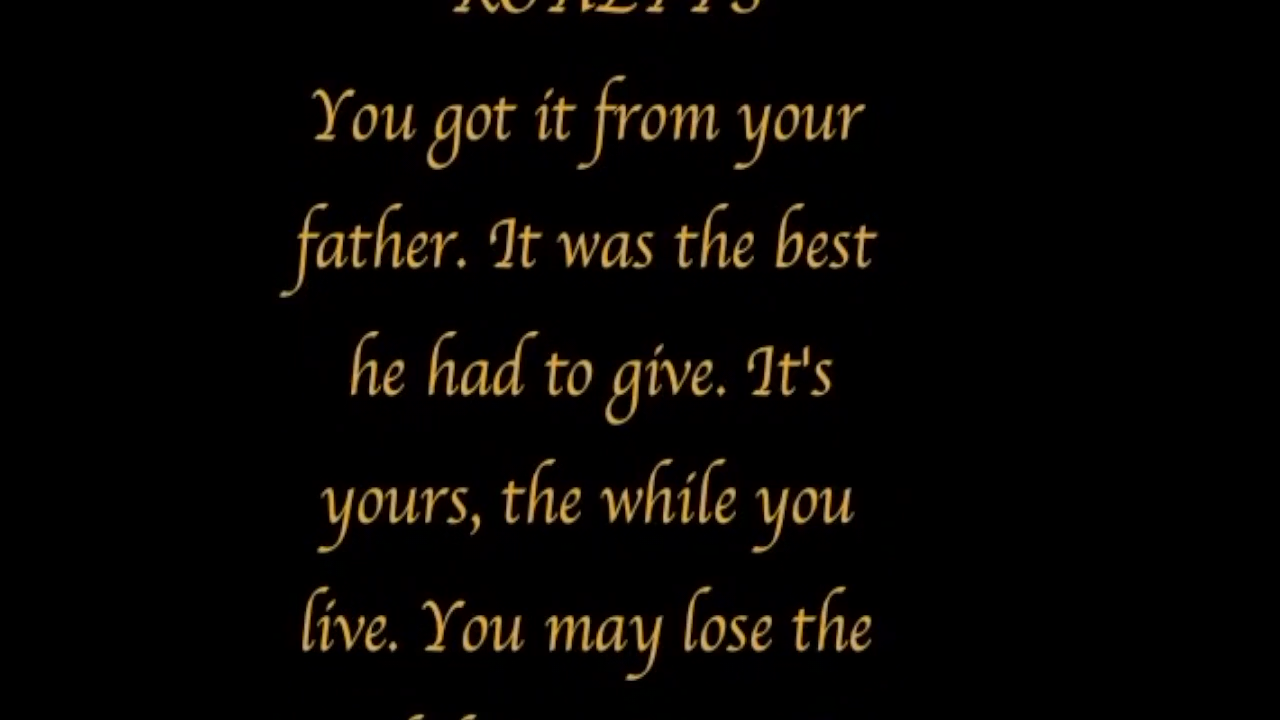 You got it from your
father. It was the best
he had to give. It's
yours, the while you
live. You may lose the